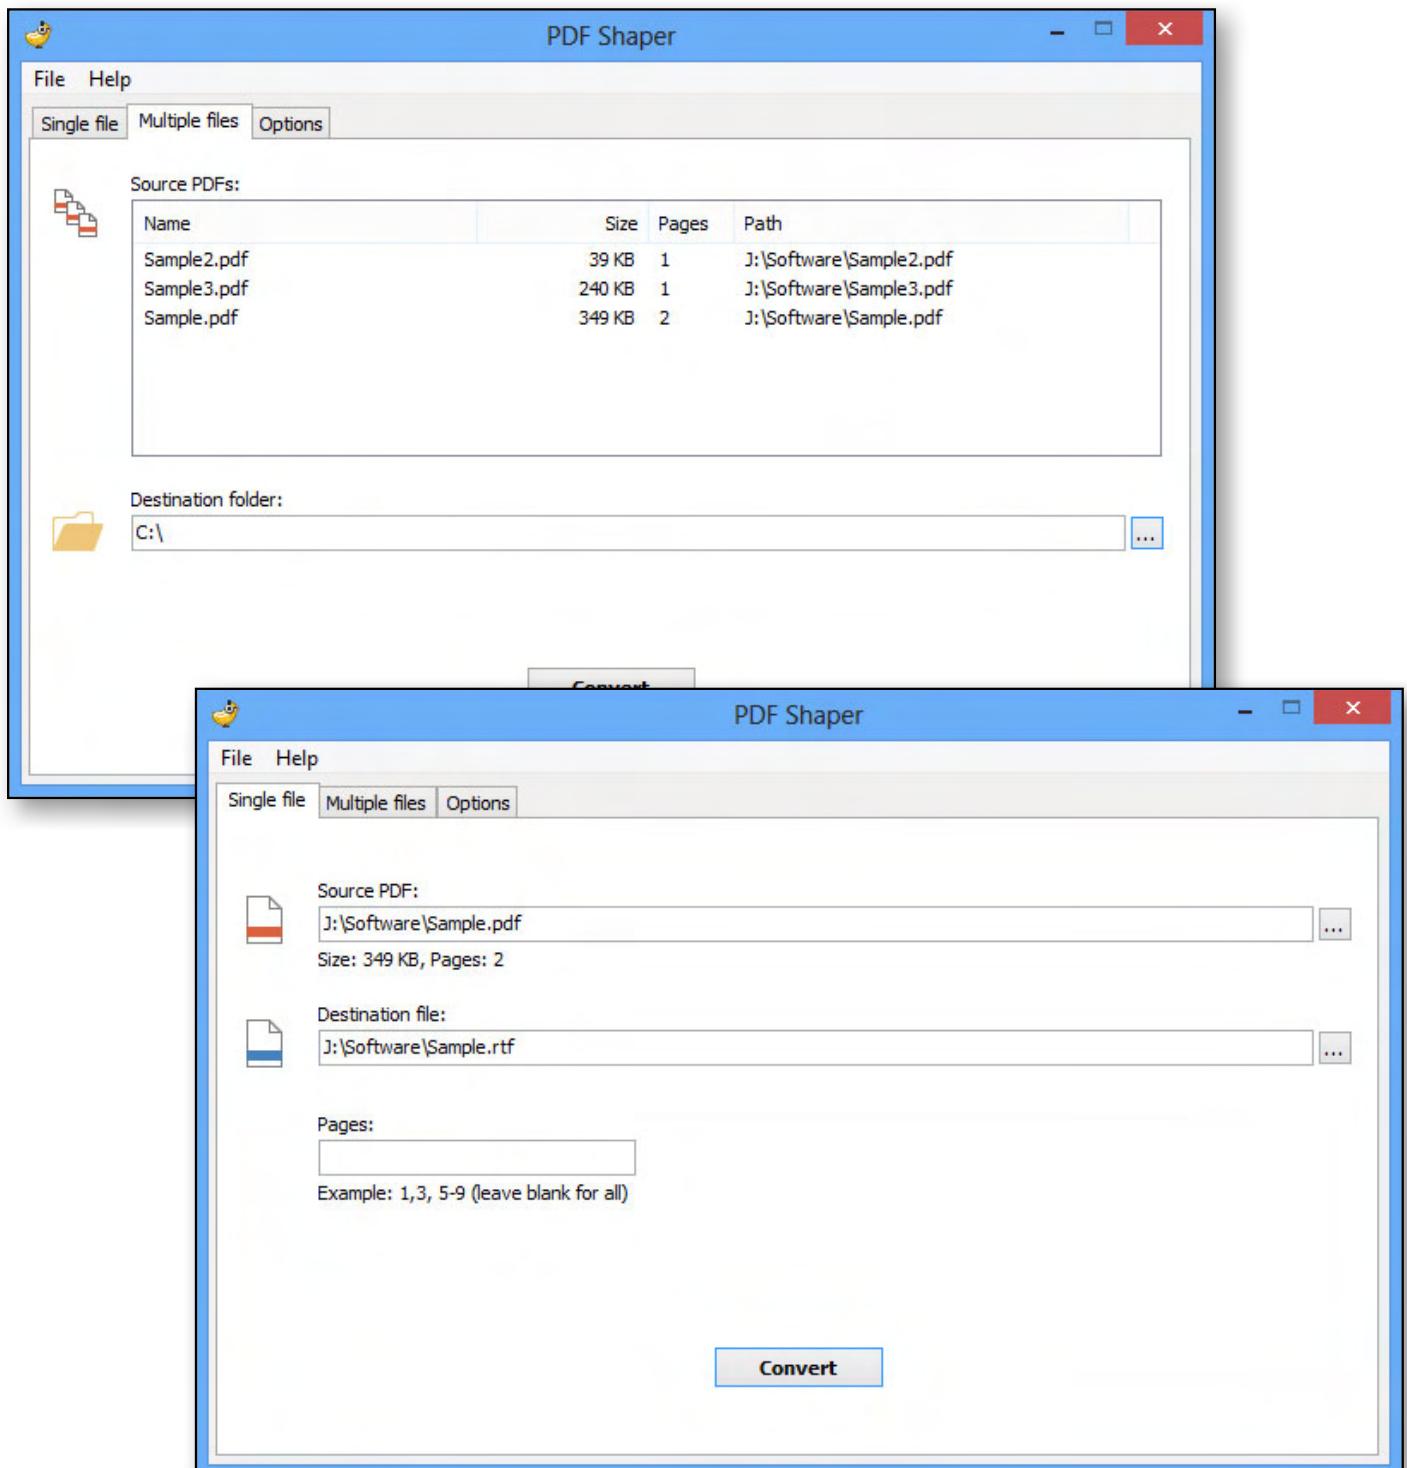 PDF Shaper
File Help
Single file Multiple files Options
Source PDFs:
Name Size Pages Path
Sample2.pdf 39 KB 1 J:\Software\Sample2.pdf
Sample3.pdf 240 KB 1 J:\Software\Sample3.pdf
Sample.pdf 349 KB 2 J:\Software\Sample.pdf
Destination folder:
C:\
...
Convert
PDF Shaper
File Help
Single file Multiple files Options
Source PDF:
J:\Software\Sample.pdf ...
Size: 349 KB, Pages: 2
Destination file:
J:\Software\Sample.rtf ...
Pages:
Example: 1,3, 5-9 (leave blank for all)
Convert